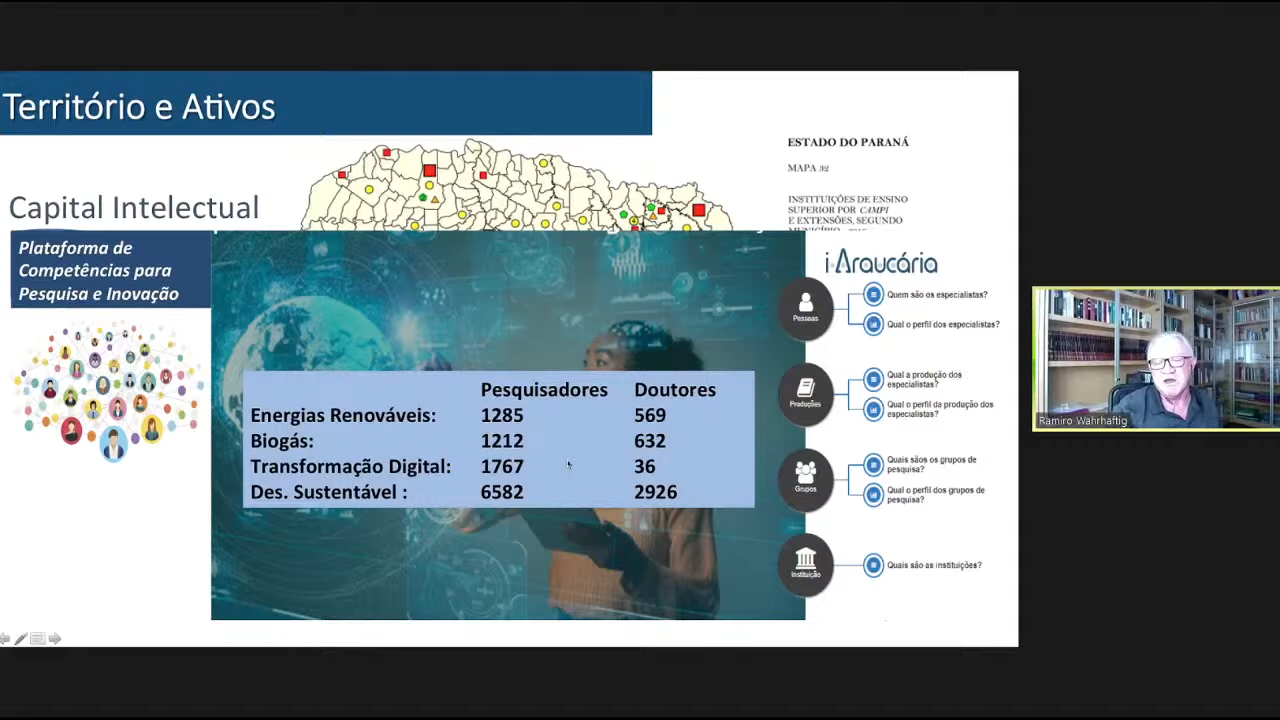 Território e Ativos
ESTADO DO PARANÁ
MAPA 32
INSTITUIÇÕES DE ENSINO
SUPERIOR POR CAMPI
E EXTENSÕES, SEGUNDO
Capital Intelectual
Plataforma de
Competências para
Pesquisa e Inovação
i Araucária
Pessoas
Quem são os especialistas?
Qual o perfil dos especialistas?
Produções
Qual a produção dos
especialistas?
Qual o perfil da produção dos
especialistas?
Grupos
Quais sãos os grupos de
pesquisa?
Qual o perfil dos grupos de
pesquisa?
Instituição
Quais são as instituições?
Pesquisadores Doutores
Energias Renováveis: 1285 569
Biogás: 1212 632
Transformação Digital: 1767 36
Des. Sustentável : 6582 2926
Ramiro Wahrhaftig